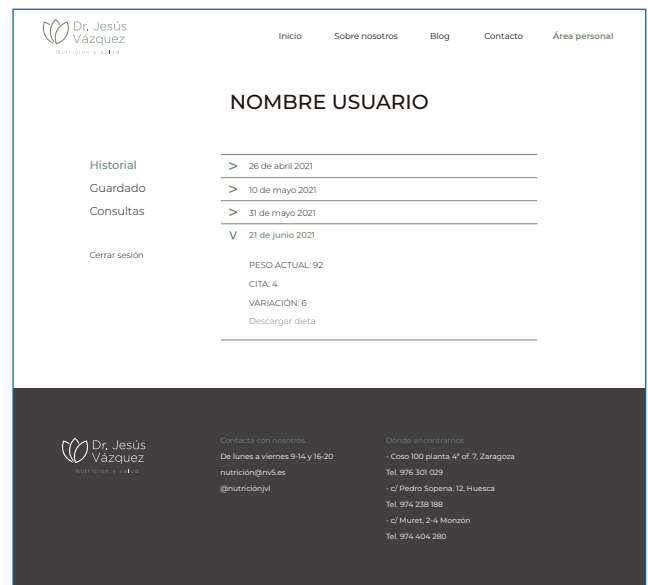 Dr. Jesús
Vázquez
Nutrición y salud
Inicio
Sobre nosotros
Blog
Contacto
Área personal
NOMBRE USUARIO
Historial
Guardado
Consultas
Cerrar sesión
> 26 de abril 2021
> 10 de mayo 2021
> 31 de mayo 2021
V 21 de junio 2021
PESO ACTUAL: 92
CITA: 4
VARIACIÓN: 6
Descargar dieta
Dr. Jesús
Vázquez
Nutrición y salud
Contacta con nosotros
De lunes a viernes 9-14 y 16-20
nutrición@nv5.es
@nutriciónjvl
Dónde encontrarnos
- Coso 100 planta 4ª of. 7, Zaragoza
Tel. 976 301 029
- c/ Pedro Sopena, 12, Huesca
Tel. 974 238 188
- c/ Muret, 2-4 Monzón
Tel. 974 404 280